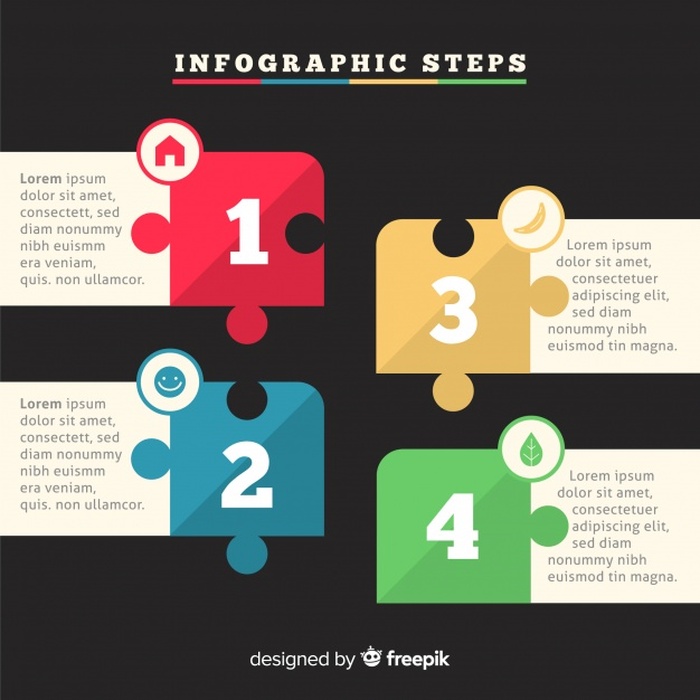 INFOGRAPHIC STEPS
Lorem ipsum
dolor sit amet,
consectett, sed
diam nonummy
nibh euismm
era veniam,
quis. non ullamcor.
1
Lorem ipsum
dolor sit amet,
consectett, sed
diam nonummy
nibh euismm
era veniam,
quis. non ullamcor.
2
3
Lorem ipsum
dolor sit amet,
consectetuer
adipiscing elit,
sed diam
nonummy nibh
euismod tin magna.
4
Lorem ipsum
dolor sit amet,
consectetuer
adipiscing elit,
sed diam
nonummy nibh
euismod tin magna.
designed by freepik